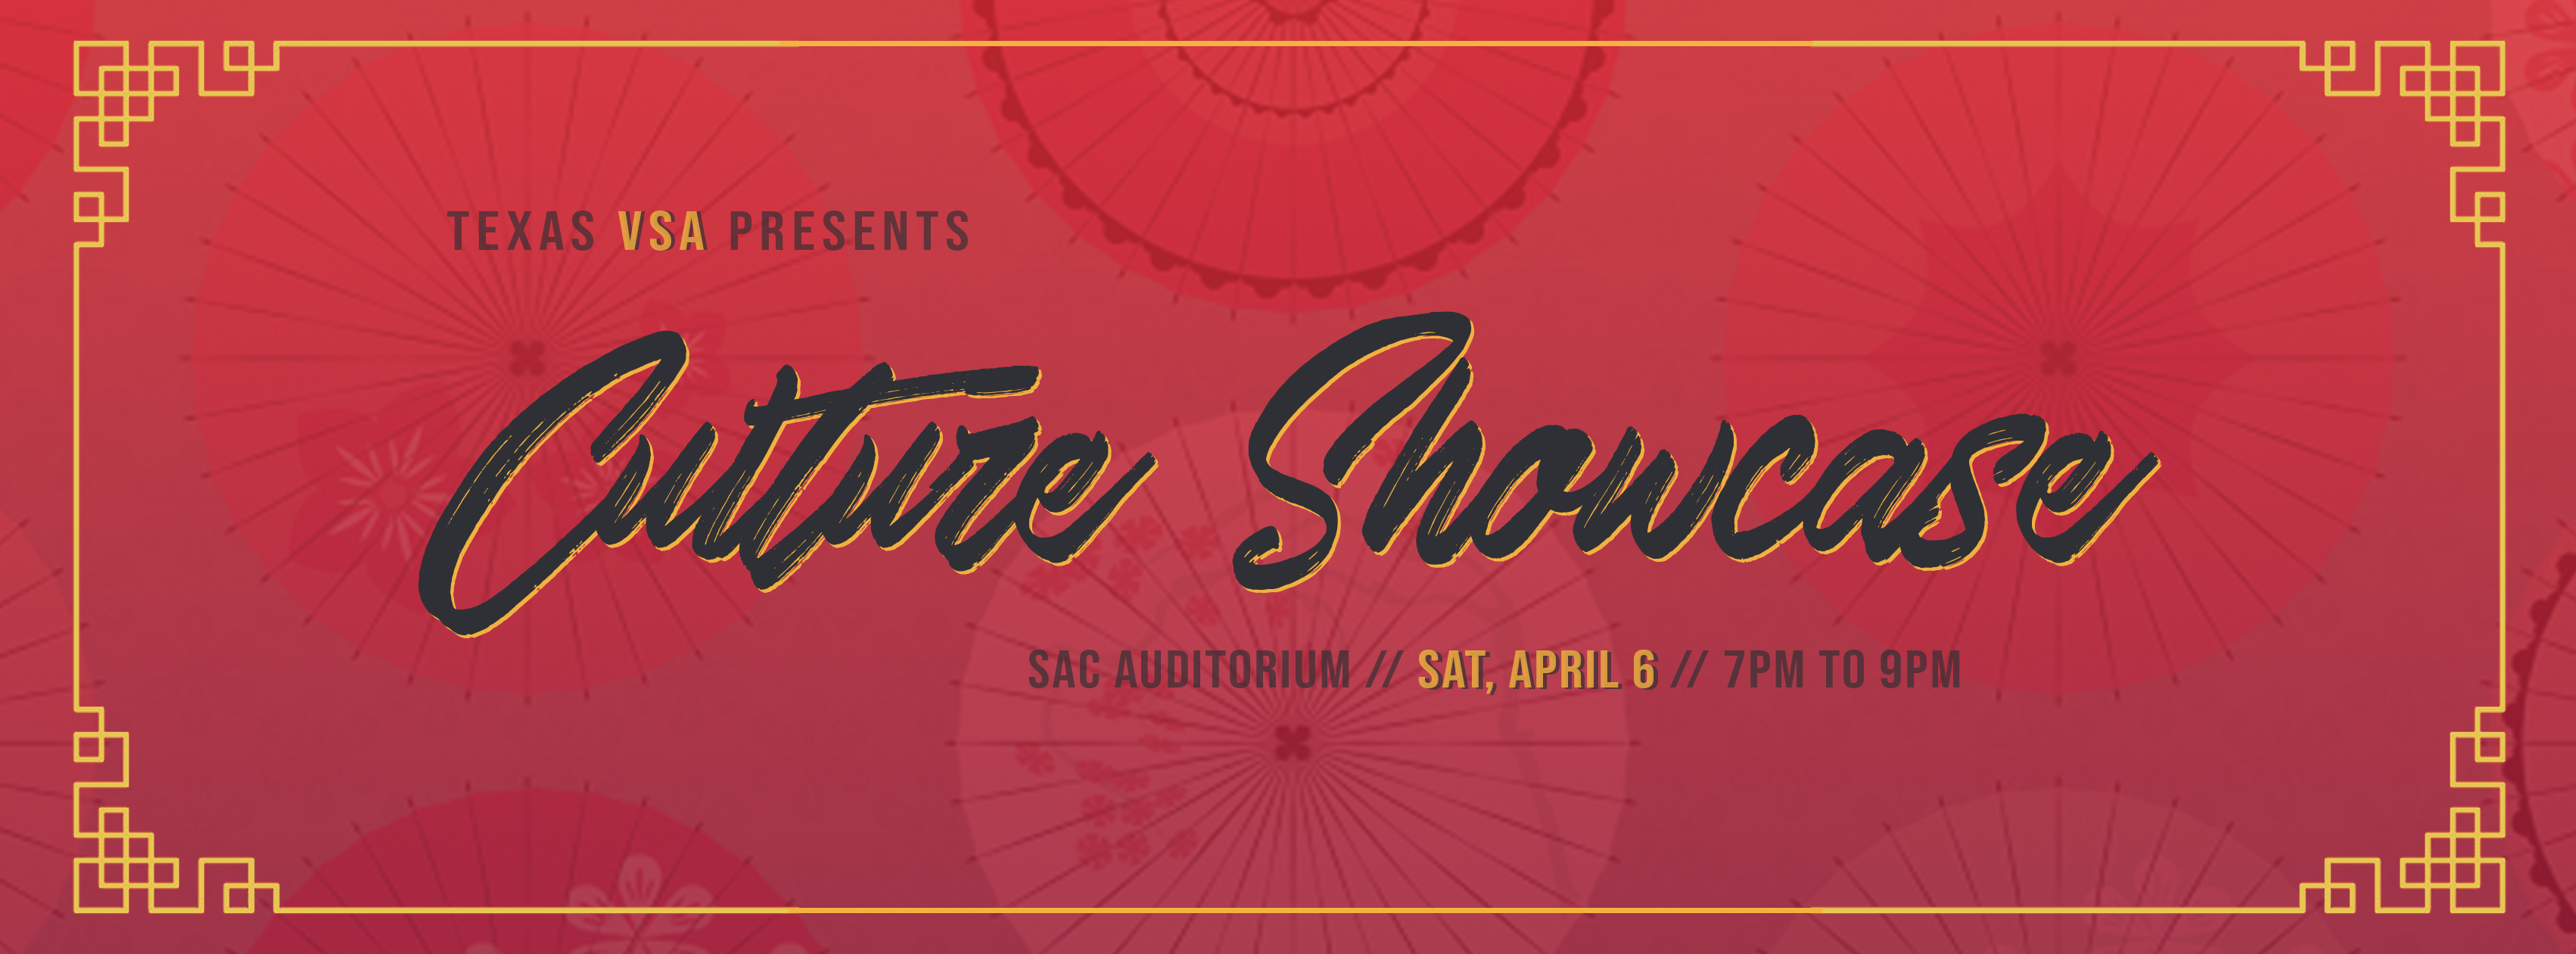 TEXAS VSA PRESENTS
Culture Showcase
SAC AUDITORIUM // SAT, APRIL 6 // 7PM TO 9PM